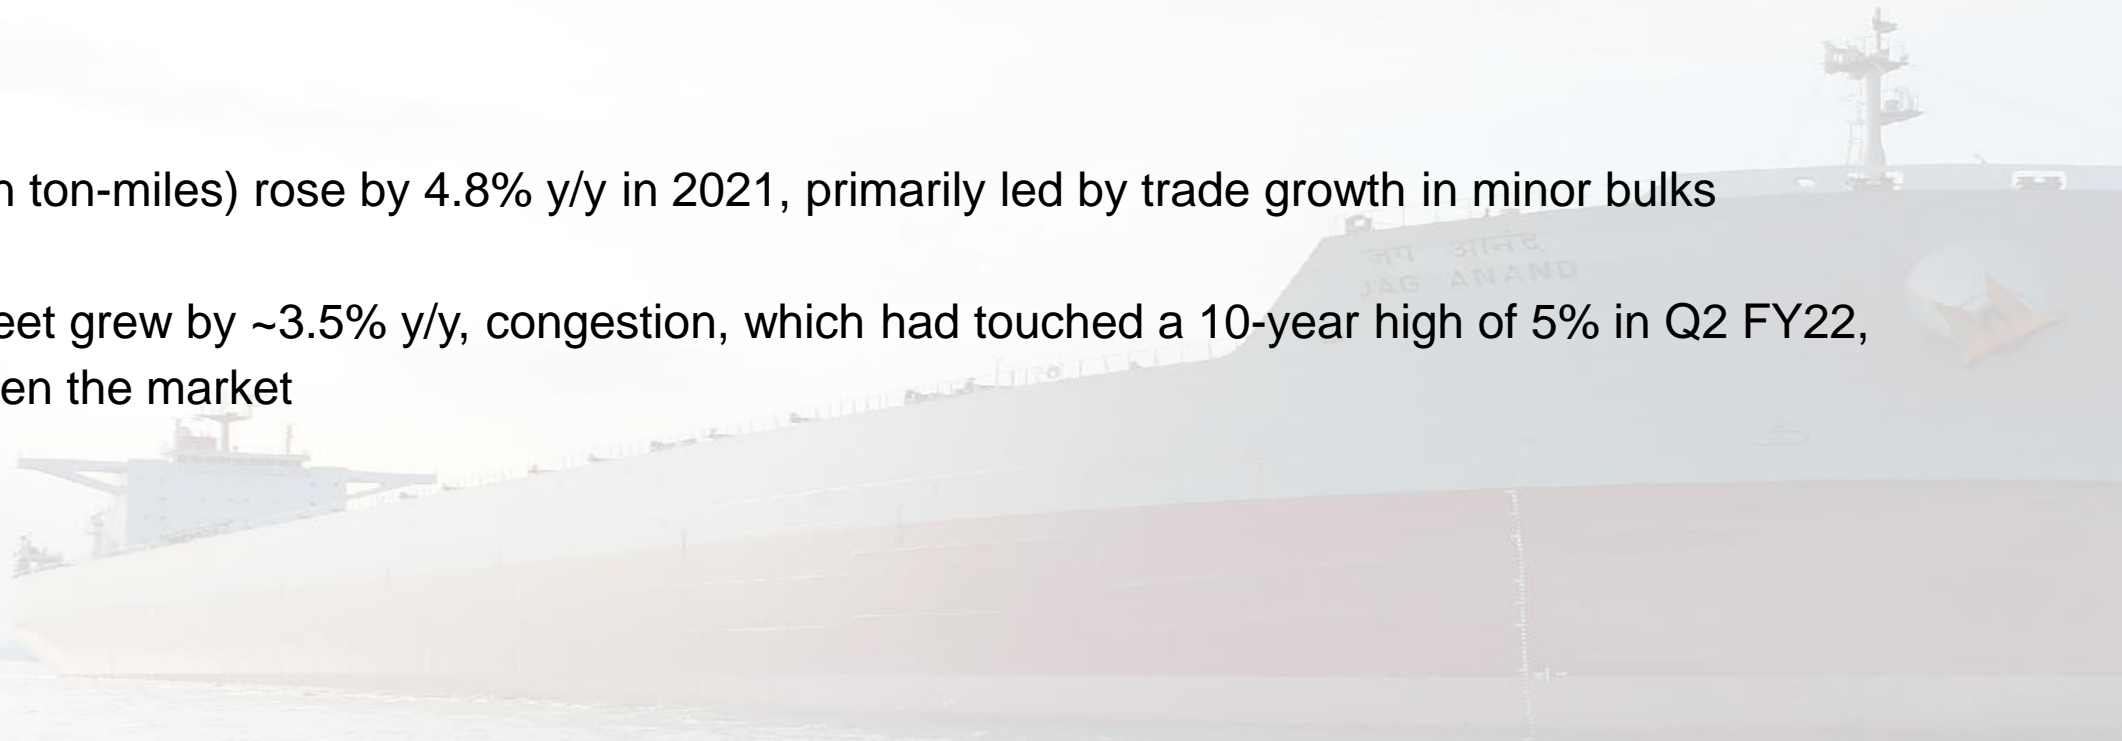 ton-miles) rose by 4.8% y/y in 2021, primarily led by trade growth in minor bulks
जग आनंद
JAG ANAND
grew by ~3.5% y/y, congestion, which had touched a 10-year high of 5% in Q2 FY22,
the market